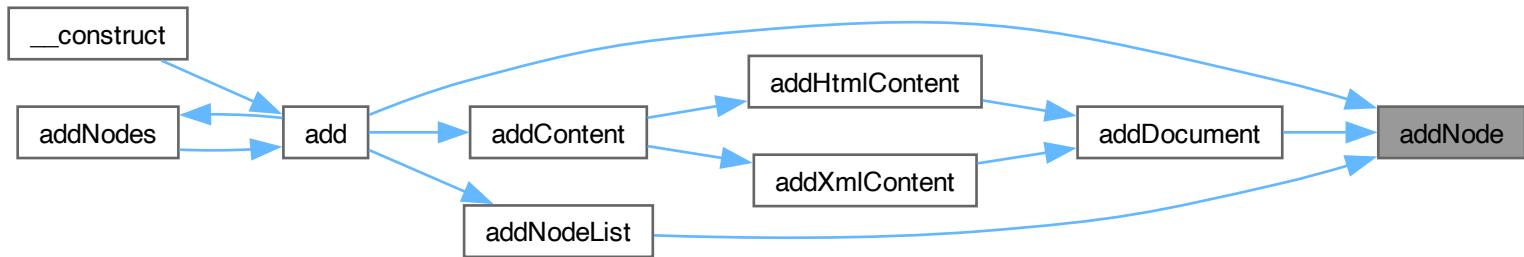 __construct
addNodes
add
addContent
addNodeList
addHtmlContent
addXmlContent
addDocument
addNode